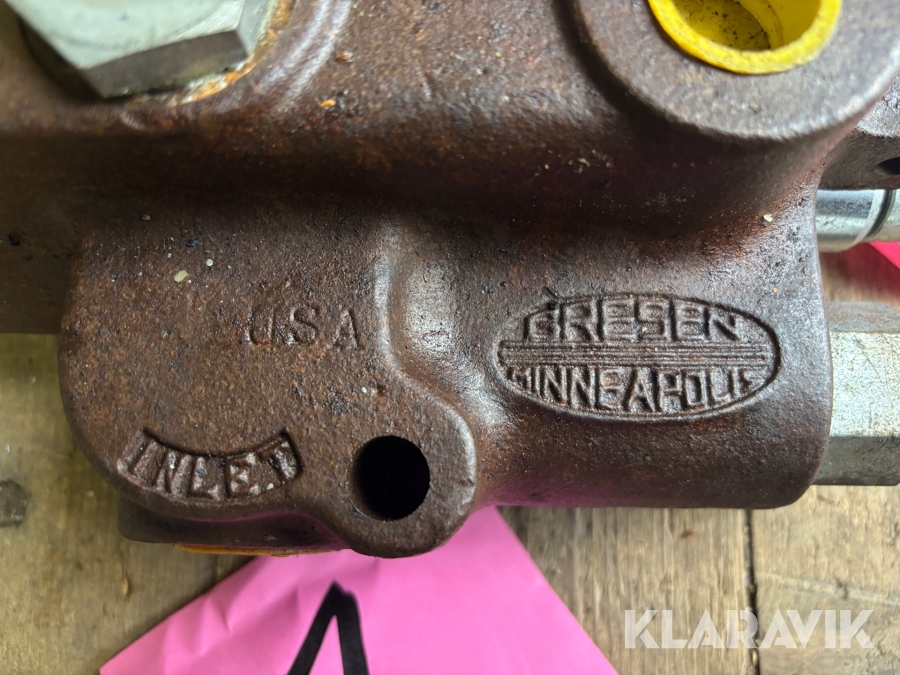 USA
GRESEN
MINNEAPOLIS
INLET
KLARAVIK